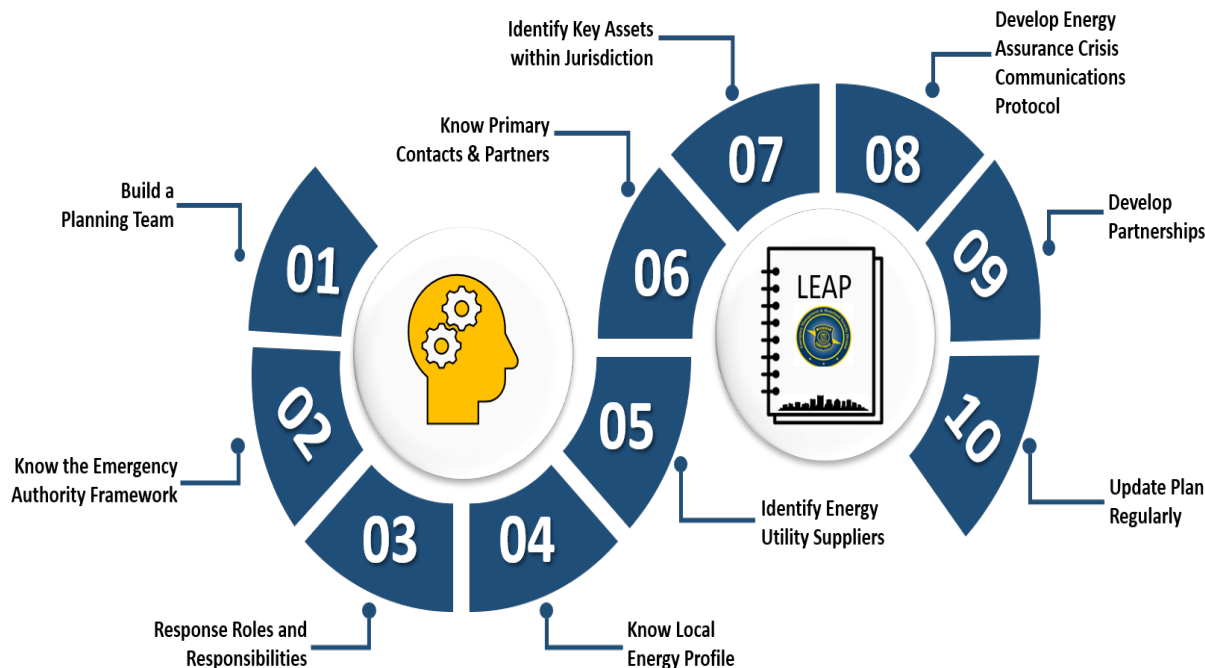 01
Build a
Planning Team
02
Know the Emergency
Authority Framework
03
Response Roles and
Responsibilities
04
Know Local
Energy Profile
05
Identify Energy
Utility Suppliers
06
Know Primary
Contacts & Partners
07
Identify Key Assets
within Jurisdiction
08
Develop Energy
Assurance Crisis
Communications
Protocol
09
Develop
Partnerships
10
Update Plan
Regularly
LEAP